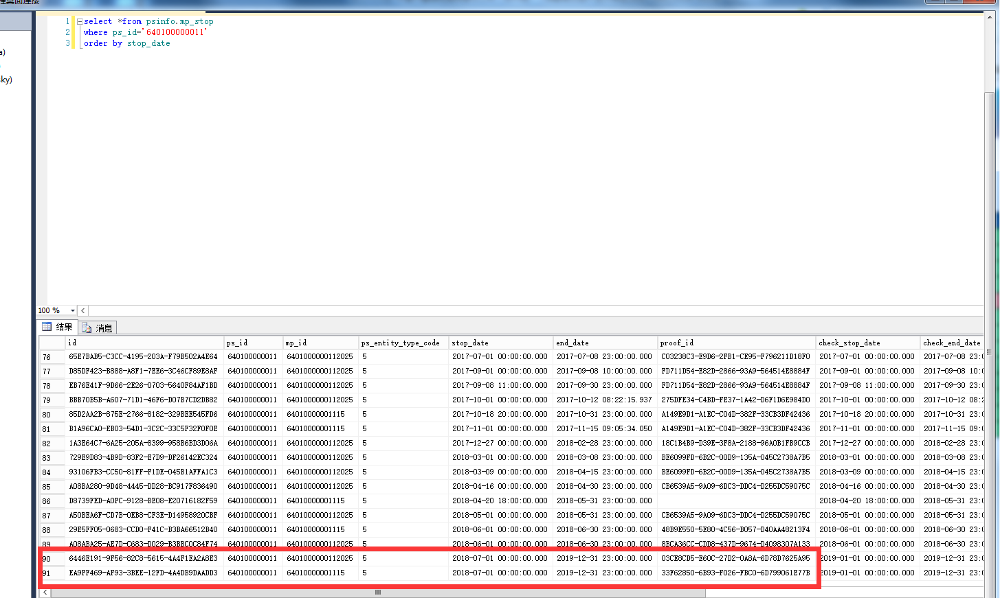 程桌面连接
a)
ky)
1 select *from psinfo.mp_stop
2 where ps_id='640100000011'
3 order by stop_date
100 %
结果 消息
id ps_id mp_id ps_entity_type_code stop_date end_date proof_id check_stop_date check_end_date
76 65E7BAB5-C3CC-4195-203A-F79B502A4E64 640100000011 6401000000112025 5 2017-07-01 00:00:00.000 2017-07-08 23:00:00.000 C03238C3-E9D6-2FB1-CE95-F796211D18F0 2017-07-01 00:00:00.000 2017-07-08 23:0
77 D85DF423-B888-A8F1-7EE6-3C46CF89E8AF 640100000011 6401000000112025 5 2017-09-01 00:00:00.000 2017-09-08 10:00:00.000 FD711D54-E82D-2866-93A9-564514E8884F 2017-09-01 00:00:00.000 2017-09-08 10:
78 EB76E41F-9D66-2E26-0703-5640F84AF1BD 640100000011 6401000000112025 5 2017-09-08 11:00:00.000 2017-09-30 23:00:00.000 FD711D54-E82D-2866-93A9-564514E8884F 2017-09-08 11:00:00.000 2017-09-30 23:0
79 BBB70B5B-A607-71D1-46F6-D07B7CD2DB82 640100000011 6401000000112025 5 2017-10-01 00:00:00.000 2017-10-12 08:22:15.937 275DFE34-C4BD-FE37-1A42-D6F1D6E984D0 2017-10-01 00:00:00.000 2017-10-12 08:2
80 85D2AA2B-875E-2766-8182-329BEE545FD6 640100000011 64010000001115 5 2017-10-18 20:00:00.000 2017-10-31 23:00:00.000 A149E9D1-A1EC-C04D-382F-33CB3DF42436 2017-10-18 20:00:00.000 2017-10-31 23:0
81 B1A96CA0-EB03-54D1-3C2C-33C5F32F0F0E 640100000011 64010000001115 5 2017-11-01 00:00:00.000 2017-11-15 09:05:34.050 A149E9D1-A1EC-C04D-382F-33CB3DF42436 2017-11-01 00:00:00.000 2017-11-15 09:0
82 1A3E64C7-6A25-205A-8399-958B6BD3D06A 640100000011 6401000000112025 5 2017-12-27 00:00:00.000 2018-02-28 23:00:00.000 18C1B4B9-D39E-3F8A-2188-96A0B1FB9CCB 2017-12-27 00:00:00.000 2018-02-28 23:0
83 729E9D83-4B9D-83F2-E7D9-DF26142EC324 640100000011 6401000000112025 5 2018-03-01 00:00:00.000 2018-03-08 23:00:00.000 BE6099FD-6B2C-00D9-135A-045C2738A7B5 2018-03-01 00:00:00.000 2018-03-08 23:0
84 93106FB3-CC50-81FF-F1DE-045B1AFFA1C3 640100000011 6401000000112025 5 2018-03-09 00:00:00.000 2018-04-15 23:00:00.000 BE6099FD-6B2C-00D9-135A-045C2738A7B5 2018-03-09 00:00:00.000 2018-04-15 23:0
85 A08BA280-9D48-4445-DD28-BC917F836490 640100000011 6401000000112025 5 2018-04-16 00:00:00.000 2018-04-30 23:00:00.000 CB6539A5-9A09-6DC3-DDC4-D255DC59075C 2018-04-16 00:00:00.000 2018-04-30 23:0
86 D8739FED-A0FC-9128-BE08-E20716182F59 640100000011 64010000001115 5 2018-04-20 18:00:00.000 2018-05-31 23:00:00.000 2018-04-20 18:00:00.000 2018-05-31 23:0
87 A50BEA6F-CD7B-0EB8-CF3E-D14958920CBF 640100000011 6401000000112025 5 2018-05-01 00:00:00.000 2018-05-31 23:00:00.000 CB6539A5-9A09-6DC3-DDC4-D255DC59075C 2018-05-01 00:00:00.000 2018-05-31 23:0
88 29E5FF05-0683-CCD0-F41C-B3BA66512B40 640100000011 64010000001115 5 2018-06-01 00:00:00.000 2018-06-30 23:00:00.000 48B9E550-5E80-4C56-B057-D40AA48213F4 2018-06-01 00:00:00.000 2018-06-30 23:0
89 A08ABA25-AE7D-C683-D029-B3BBC0C84F74 640100000011 6401000000112025 5 2018-06-01 00:00:00.000 2018-06-30 23:00:00.000 8BCA36CC-CDD8-437D-9674-D4098307A133 2018-06-01 00:00:00.000 2018-06-30 23:0
90 6446E191-9F56-82C8-5615-4A4F1EA2A8E3 640100000011 6401000000112025 5 2018-07-01 00:00:00.000 2019-12-31 23:00:00.000 03CE8CD5-E60C-27D2-0A8A-6D78D7625A95 2019-01-01 00:00:00.000 2019-12-31 23:0
91 EA9FF469-AF93-3BEE-12FD-4A4DB9DAADD3 640100000011 64010000001115 5 2018-07-01 00:00:00.000 2019-12-31 23:00:00.000 33F62850-6B93-F026-FBC0-6D799061E77B 2019-01-01 00:00:00.000 2019-12-31 23:0